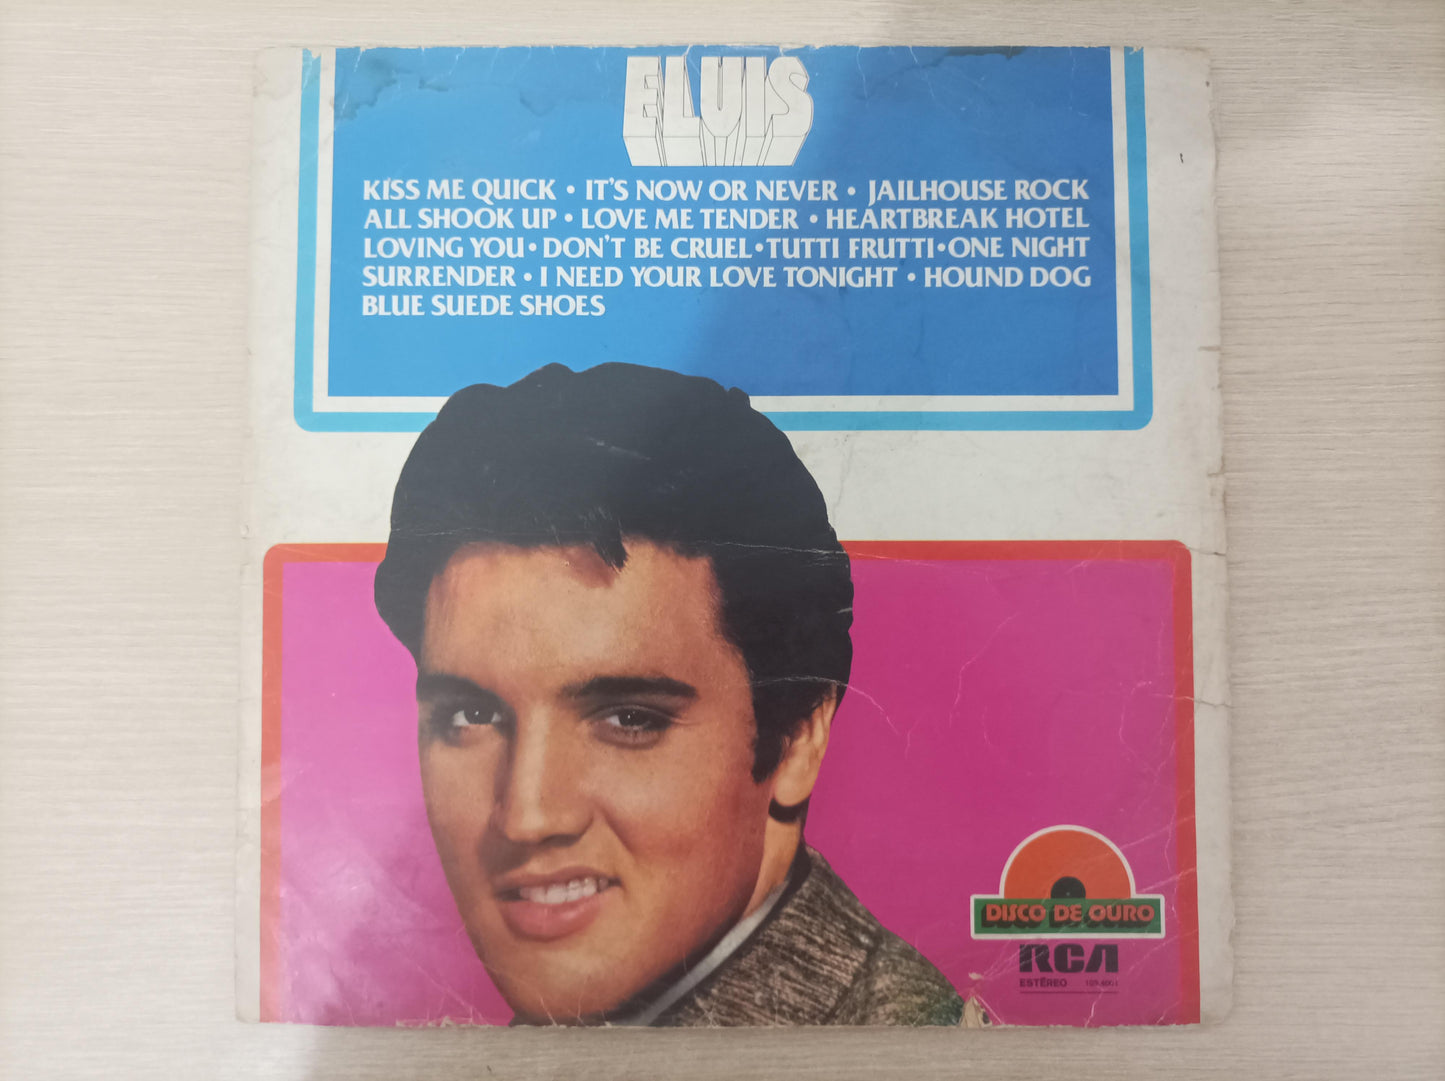 ELVIS
KISS ME QUICK • IT'S NOW OR NEVER • JAILHOUSE ROCK
ALL SHOOK UP • LOVE ME TENDER • HEARTBREAK HOTEL
LOVING YOU • DON'T BE CRUEL • TUTTI FRUTTI • ONE NIGHT
SURRENDER • I NEED YOUR LOVE TONIGHT • HOUND DOG
BLUE SUEDE SHOES
DISCO DE OURO
RCA
ESTÉREO